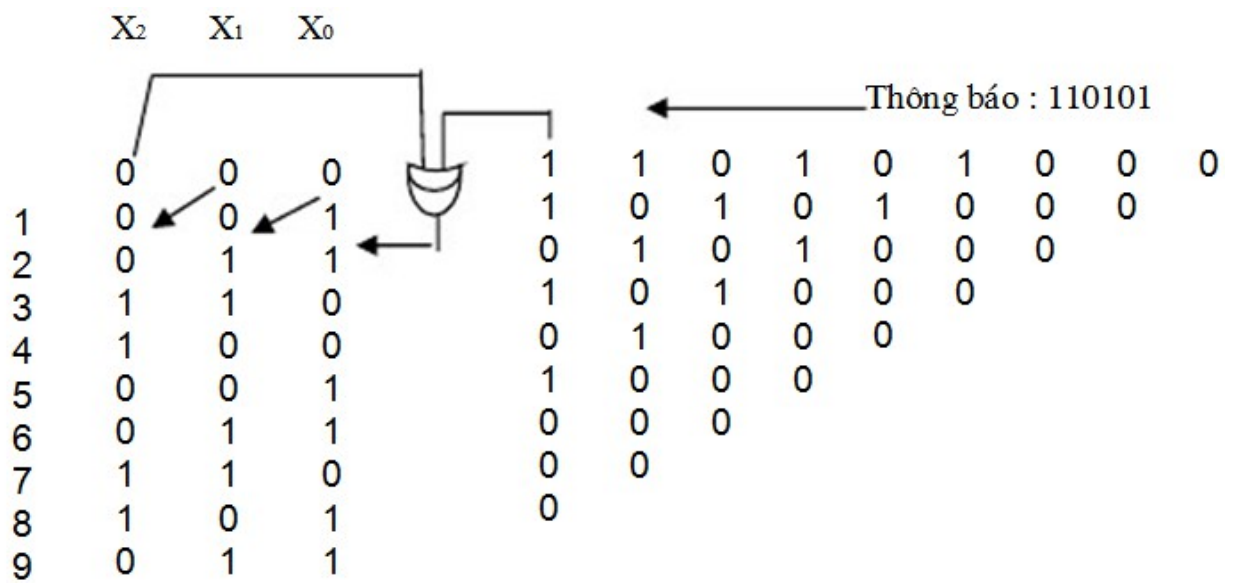 X₂ X₁ X₀
Thông báo : 110101
0 0 0 1 1 0 1 0 1 0 0 0
1 0 0 1 1 0 1 0 1 0 0 0
2 0 1 1 0 1 0 1 0 0 0
3 1 1 0 1 0 1 0 0 0
4 1 0 0 0 1 0 0 0
5 0 0 1 1 0 0 0
6 0 1 1 0 0 0
7 1 1 0 0 0
8 1 0 1 0
9 0 1 1